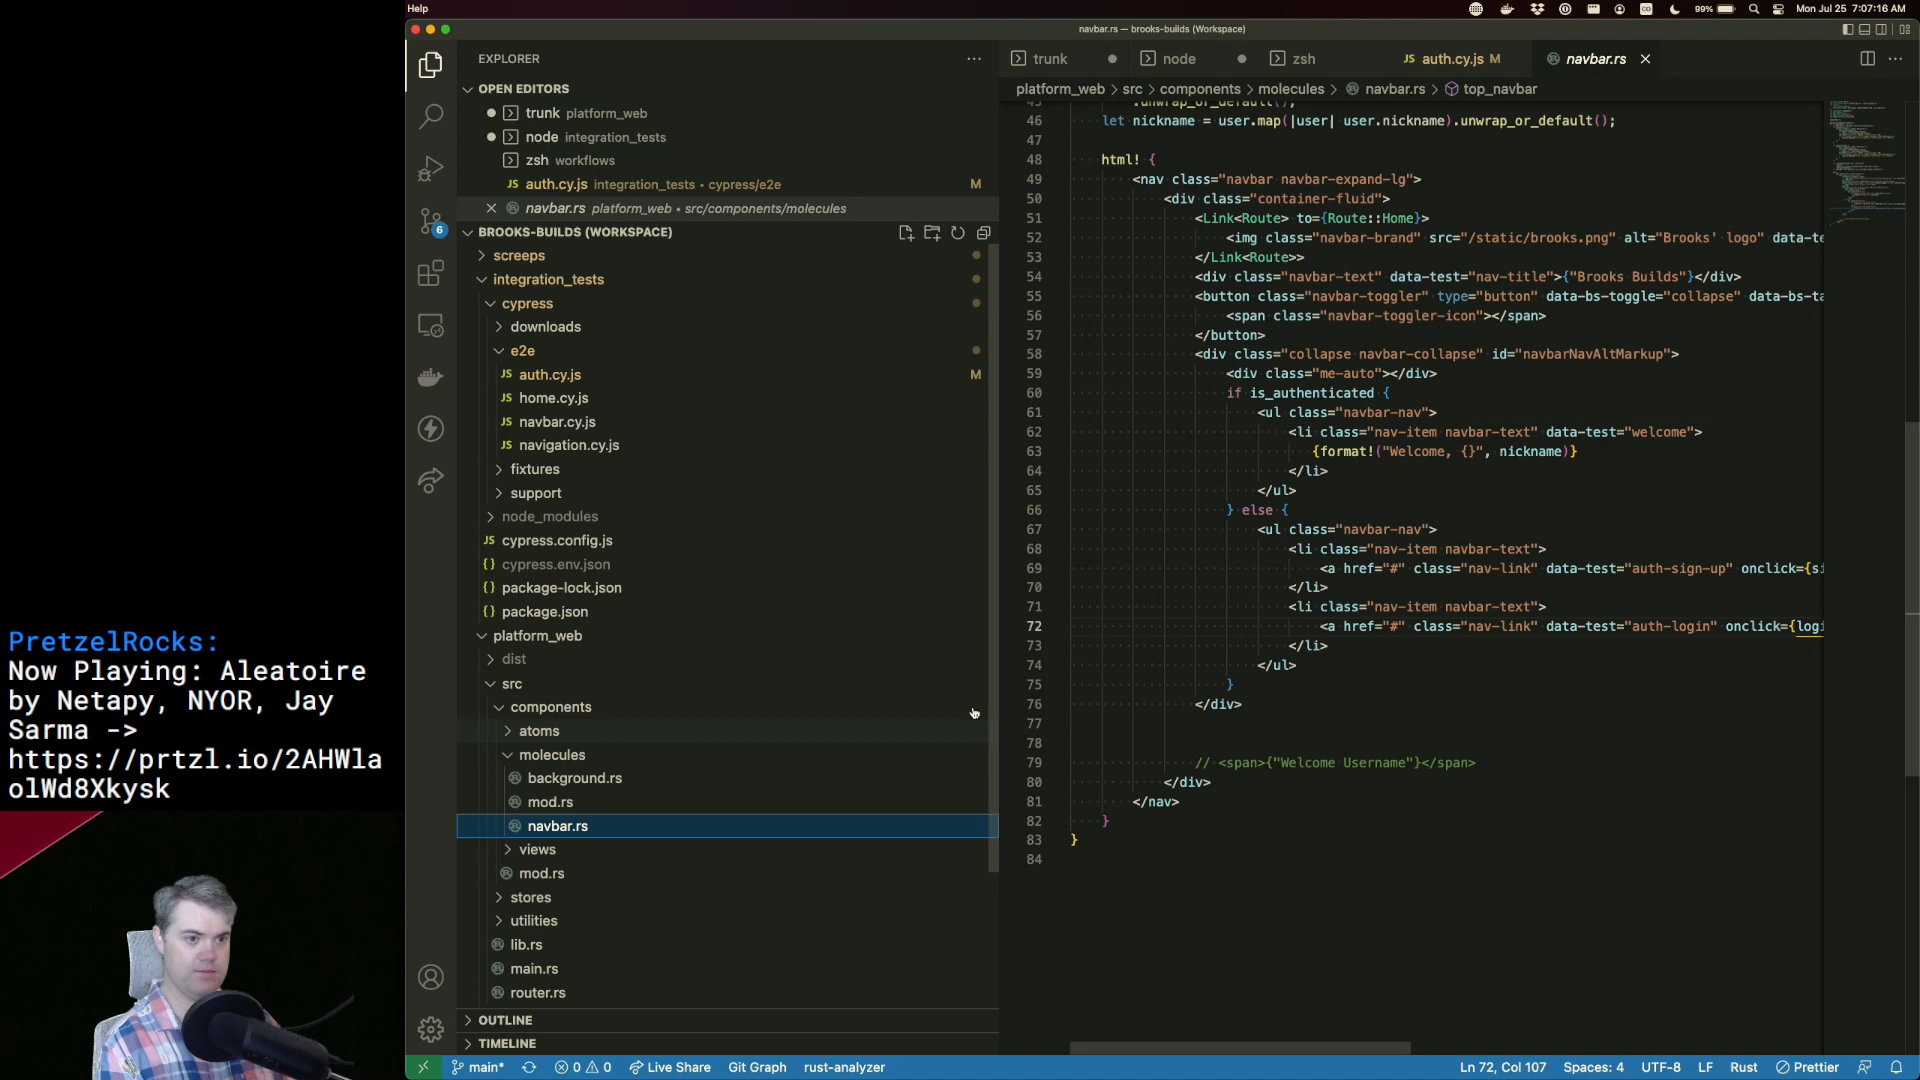 Help
99%
Mon Jul 25 7:07:16 AM
navbar.rs — brooks-builds (Workspace)
EXPLORER
OPEN EDITORS
trunk platform_web
node integration_tests
zsh workflows
JS auth.cy.js integration_tests • cypress/e2e M
navbar.rs platform_web • src/components/molecules
BROOKS-BUILDS (WORKSPACE)
6
screeps
integration_tests
cypress
downloads
e2e
JS auth.cy.js M
JS home.cy.js
JS navbar.cy.js
JS navigation.cy.js
fixtures
support
node_modules
JS cypress.config.js
{} cypress.env.json
{} package-lock.json
{} package.json
platform_web
dist
src
components
atoms
molecules
background.rs
mod.rs
navbar.rs
views
mod.rs
stores
utilities
lib.rs
main.rs
router.rs
OUTLINE
TIMELINE
trunk
node
zsh
JS auth.cy.js M
navbar.rs
platform_web > src > components > molecules > navbar.rs > top_navbar
45 .unwrap_or_default();
46 let nickname = user.map(|user| user.nickname).unwrap_or_default();
47
48 html! {
49 <nav class="navbar navbar-expand-lg">
50 <div class="container-fluid">
51 <Link<Route> to={Route::Home}>
52 <img class="navbar-brand" src="/static/brooks.png" alt="Brooks' logo" data-te
53 </Link<Route>>
54 <div class="navbar-text" data-test="nav-title">{"Brooks Builds"}</div>
55 <button class="navbar-toggler" type="button" data-bs-toggle="collapse" data-bs-ta
56 <span class="navbar-toggler-icon"></span>
57 </button>
58 <div class="collapse navbar-collapse" id="navbarNavAltMarkup">
59 <div class="me-auto"></div>
60 if is_authenticated {
61 <ul class="navbar-nav">
62 <li class="nav-item navbar-text" data-test="welcome">
63 {format!("Welcome, {}", nickname)}
64 </li>
65 </ul>
66 } else {
67 <ul class="navbar-nav">
68 <li class="nav-item navbar-text">
69 <a href="#" class="nav-link" data-test="auth-sign-up" onclick={si
70 </li>
71 <li class="nav-item navbar-text">
72 <a href="#" class="nav-link" data-test="auth-login" onclick={logi
73 </li>
74 </ul>
75 }
76 </div>
77
78
79 // <span>{"Welcome Username"}</span>
80 </div>
81 </nav>
82 }
83 }
84
PretzelRocks:
Now Playing: Aleatoire
by Netapy, NYOR, Jay
Sarma ->
https://prtzl.io/2AHWla
olWd8Xkysk
main* 0 0 Live Share Git Graph rust-analyzer
Ln 72, Col 107 Spaces: 4 UTF-8 LF Rust Prettier